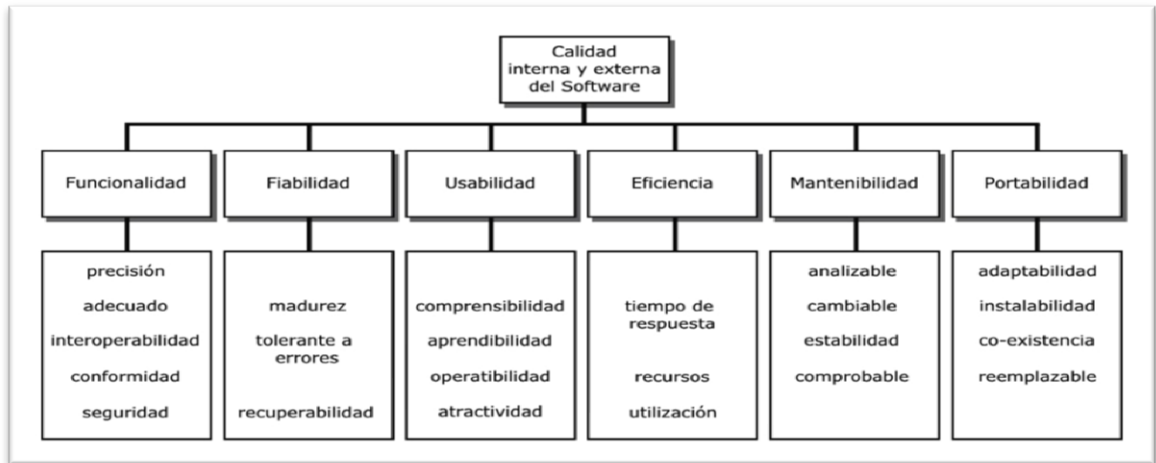 Calidad
interna y externa
del Software
Funcionalidad
Fiabilidad
Usabilidad
Eficiencia
Mantenibilidad
Portabilidad
precisión
adecuado
interoperabilidad
conformidad
seguridad
madurez
tolerante a
errores
recuperabilidad
comprensibilidad
aprendibilidad
operatibilidad
atractividad
tiempo de
respuesta
recursos
utilización
analizable
cambiable
estabilidad
comprobable
adaptabilidad
instalabilidad
co-existencia
reemplazable